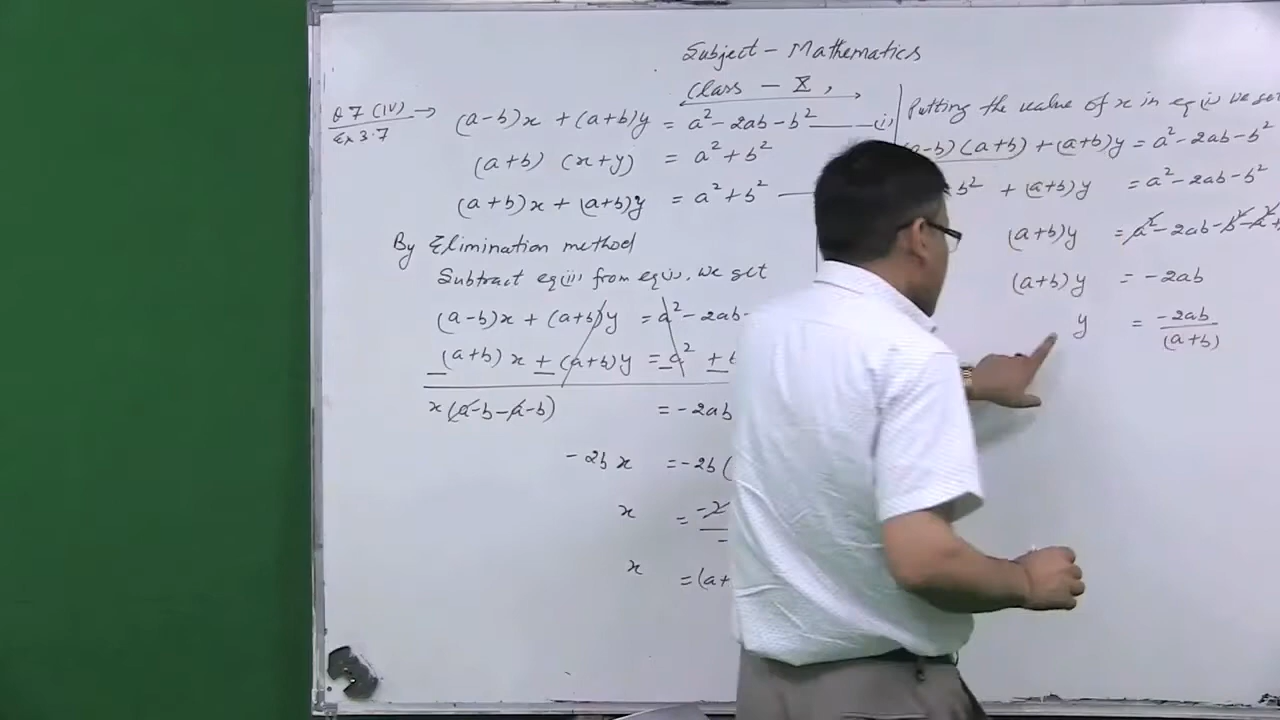 Subject - Mathematics
Class - X,
Q 7 (IV) →
Ex 3.7
(a-b)x + (a+b)y = a² - 2ab - b² —— (i)
(a+b) (x+y) = a² + b²
(a+b)x + (a+b)y = a² + b² —
By Elimination method
Subtract eq(ii) from eq(i), we get
(a-b)x + (a+b)y = a² - 2ab -
(a+b)x + (a+b)y = a² +
x(a-b-a-b) = -2ab
-2b x = -2b (
x = -2
-
x = (a+
Putting the value of x in eq(i) we get
(a-b)(a+b) + (a+b)y = a² - 2ab - b²
b² + (a+b)y = a² - 2ab - b²
(a+b)y = a² - 2ab - b² - a² +
(a+b)y = -2ab
y = -2ab
(a+b)